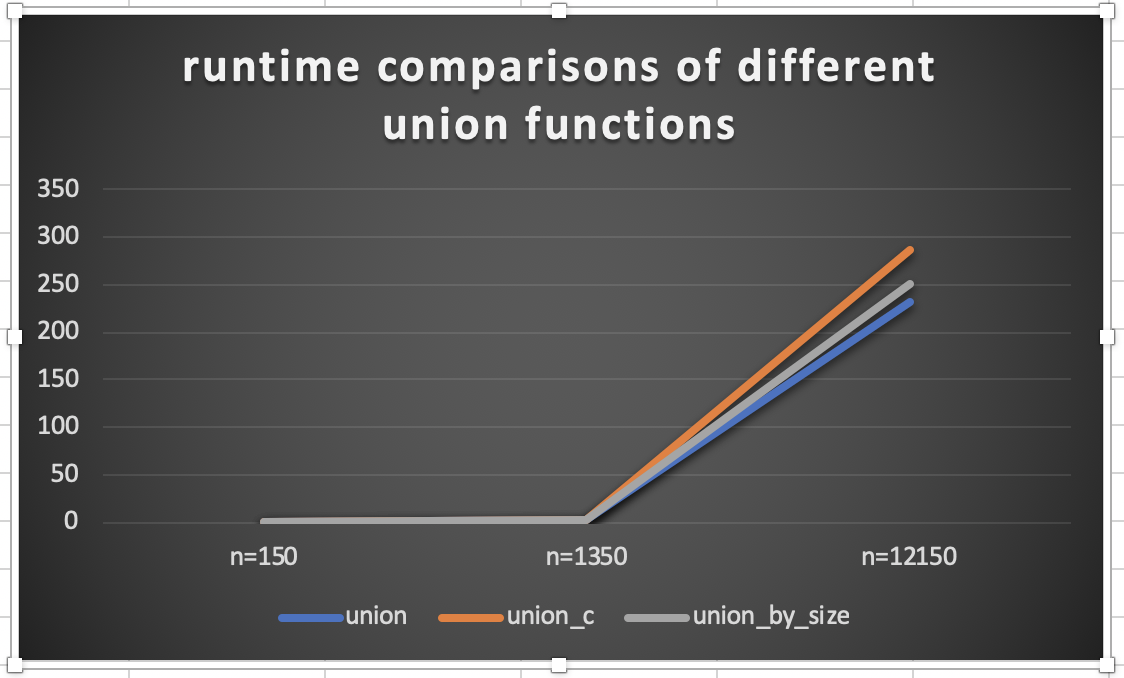 runtime comparisons of different
union functions
350
300
250
200
150
100
50
0
n=150 n=1350 n=12150
union union_c union_by_size